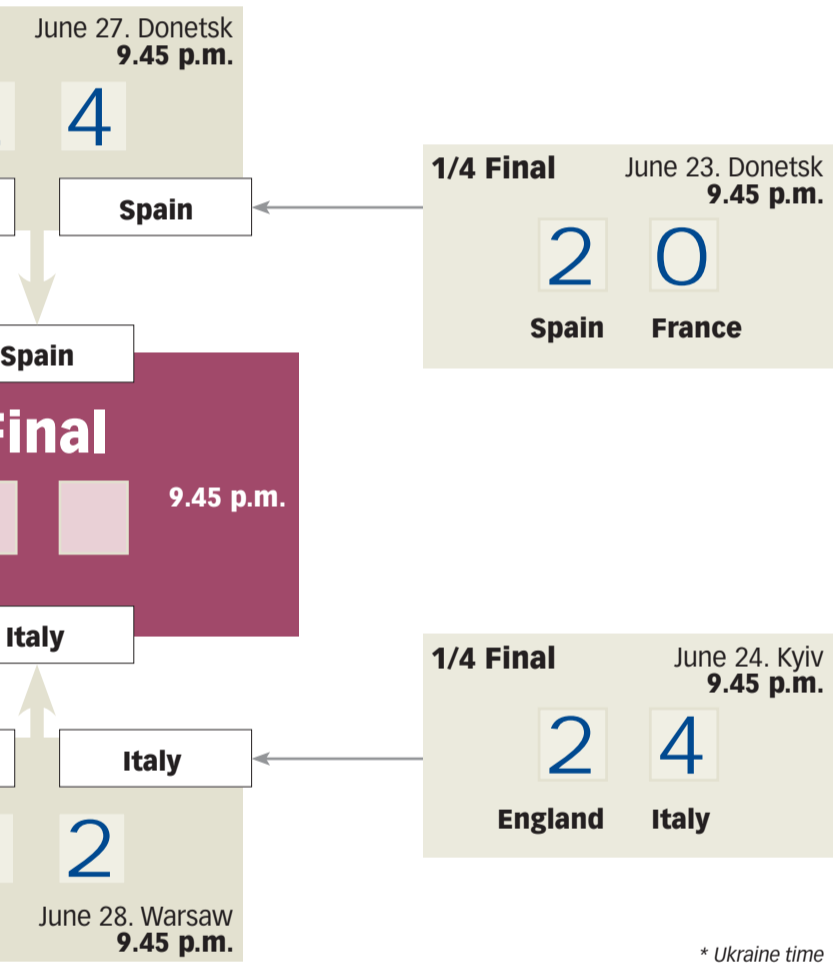 June 27. Donetsk
9.45 p.m.
4
Spain
1/4 Final
June 23. Donetsk
9.45 p.m.
2 0
Spain France
Spain
Final
9.45 p.m.
Italy
1/4 Final
June 24. Kyiv
9.45 p.m.
2 4
England Italy
Italy
2
June 28. Warsaw
9.45 p.m.
* Ukraine time